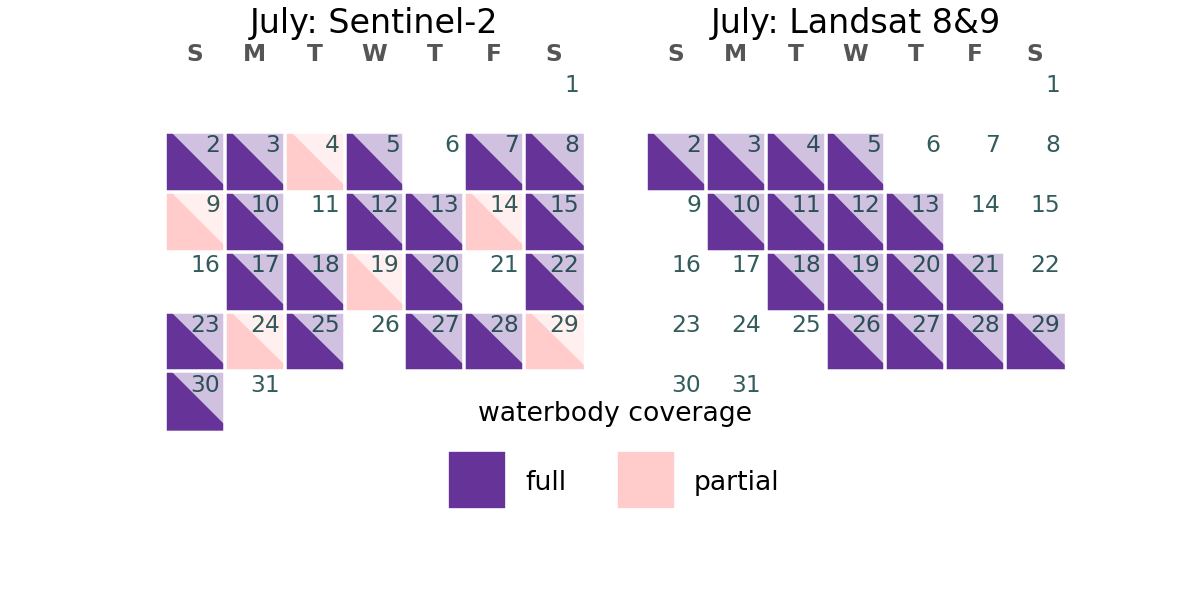 July: Sentinel-2
S M T W T F S
1
2 3 4 5 6 7 8
9 10 11 12 13 14 15
16 17 18 19 20 21 22
23 24 25 26 27 28 29
30 31
July: Landsat 8&9
S M T W T F S
1
2 3 4 5 6 7 8
9 10 11 12 13 14 15
16 17 18 19 20 21 22
23 24 25 26 27 28 29
30 31
waterbody coverage
full partial